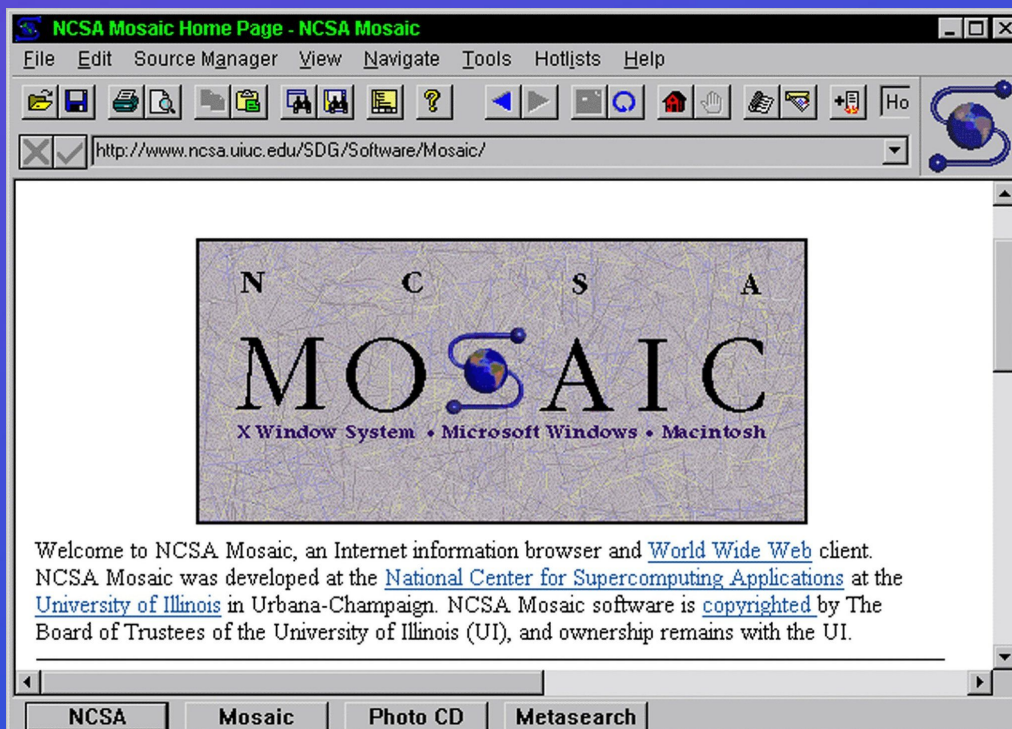 NCSA Mosaic Home Page - NCSA Mosaic
File Edit Source Manager View Navigate Tools Hotlists Help
Ho
http://www.ncsa.uiuc.edu/SDG/Software/Mosaic/
N C S A
MOSAIC
X Window System • Microsoft Windows • Macintosh
Welcome to NCSA Mosaic, an Internet information browser and World Wide Web client.
NCSA Mosaic was developed at the National Center for Supercomputing Applications at the
University of Illinois in Urbana-Champaign. NCSA Mosaic software is copyrighted by The
Board of Trustees of the University of Illinois (UI), and ownership remains with the UI.
NCSA Mosaic Photo CD Metasearch